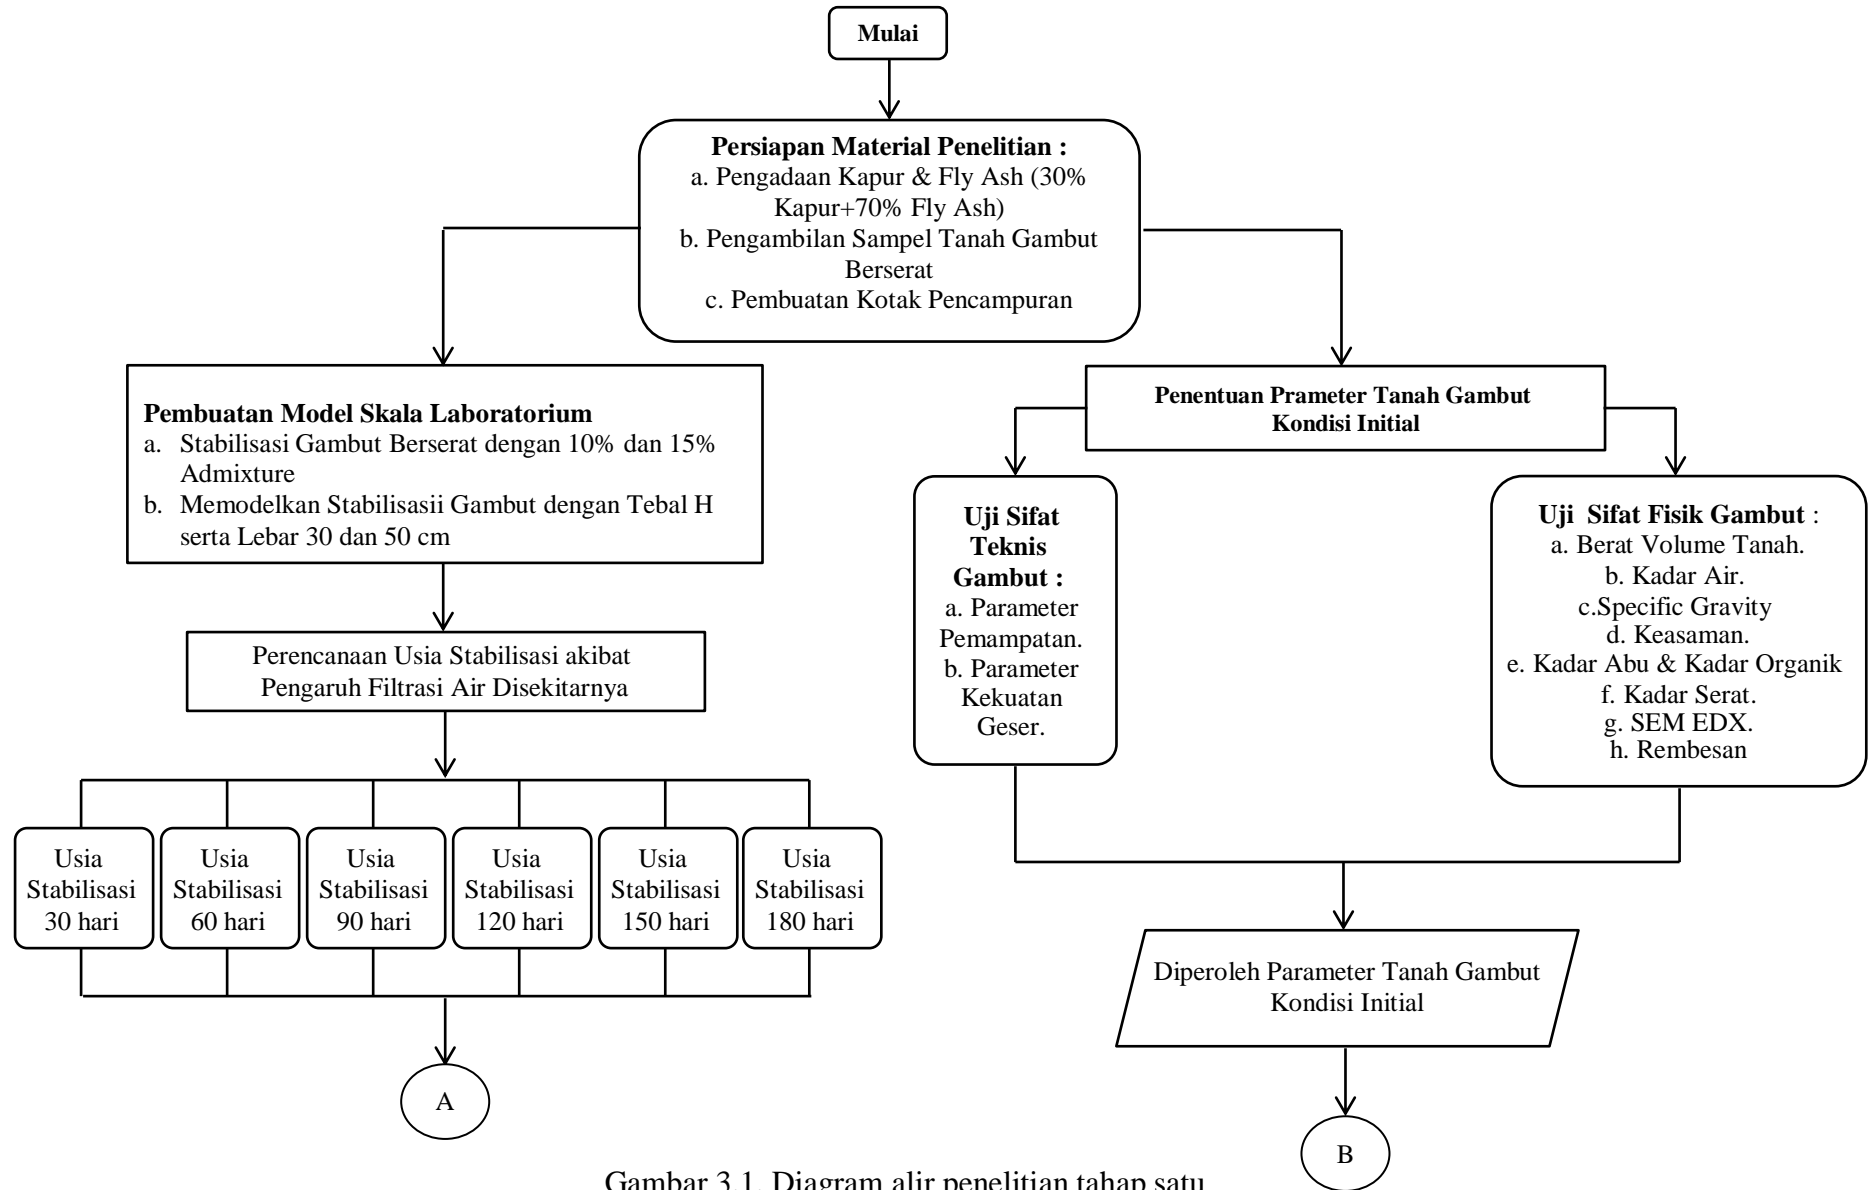 Mulai
Persiapan Material Penelitian :
a. Pengadaan Kapur & Fly Ash (30%
Kapur+70% Fly Ash)
b. Pengambilan Sampel Tanah Gambut
Berserat
c. Pembuatan Kotak Pencampuran
Pembuatan Model Skala Laboratorium
a. Stabilisasi Gambut Berserat dengan 10% dan 15%
Admixture
b. Memodelkan Stabilisasii Gambut dengan Tebal H
serta Lebar 30 dan 50 cm
Penentuan Prameter Tanah Gambut
Kondisi Initial
Uji Sifat
Teknis
Gambut :
a. Parameter
Pemampatan.
b. Parameter
Kekuatan
Geser.
Uji Sifat Fisik Gambut :
a. Berat Volume Tanah.
b. Kadar Air.
c.Specific Gravity
d. Keasaman.
e. Kadar Abu & Kadar Organik
f. Kadar Serat.
g. SEM EDX.
h. Rembesan
Perencanaan Usia Stabilisasi akibat
Pengaruh Filtrasi Air Disekitarnya
Usia
Stabilisasi
30 hari
Usia
Stabilisasi
60 hari
Usia
Stabilisasi
90 hari
Usia
Stabilisasi
120 hari
Usia
Stabilisasi
150 hari
Usia
Stabilisasi
180 hari
Diperoleh Parameter Tanah Gambut
Kondisi Initial
A
B
Gambar 3.1. Diagram alir penelitian tahap satu